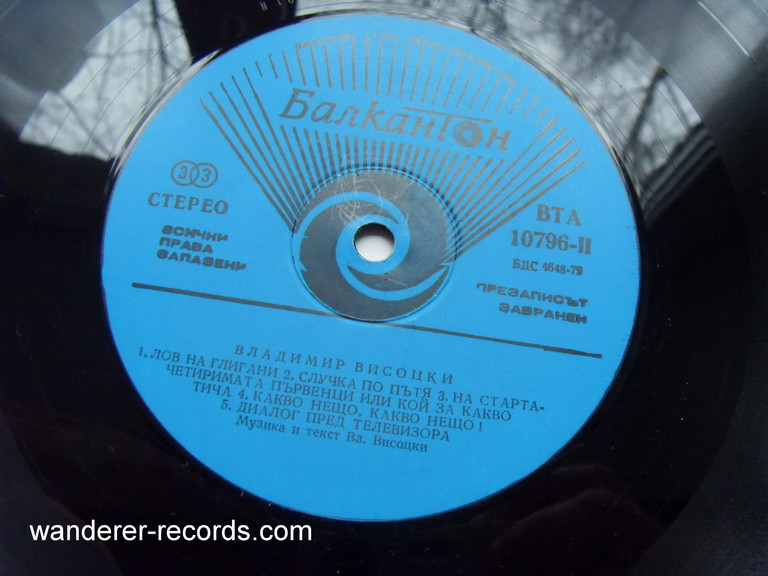 Балкантон
33
СТЕРЕО
ВСИЧКИ
ПРАВА
ЗАПАЗЕНИ
ВТА
10796-II
БДС 4648-79
ПРЕЗАПИСЪТ
ЗАБРАНЕН
ВЛАДИМИР ВИСОЦКИ
1. ЛОВ НА ГЛИГАНИ 2. СЛУЧКА ПО ПЪТЯ 3. НА СТАРТА-
ЧЕТИРИМАТА ПЪРВЕНЦИ ИЛИ КОЙ ЗА КАКВО
ТИЧА 4. КАКВО НЕЩО, КАКВО НЕЩО!
5. ДИАЛОГ ПРЕД ТЕЛЕВИЗОРА
Музика и текст Вл. Висоцки
wanderer-records.com